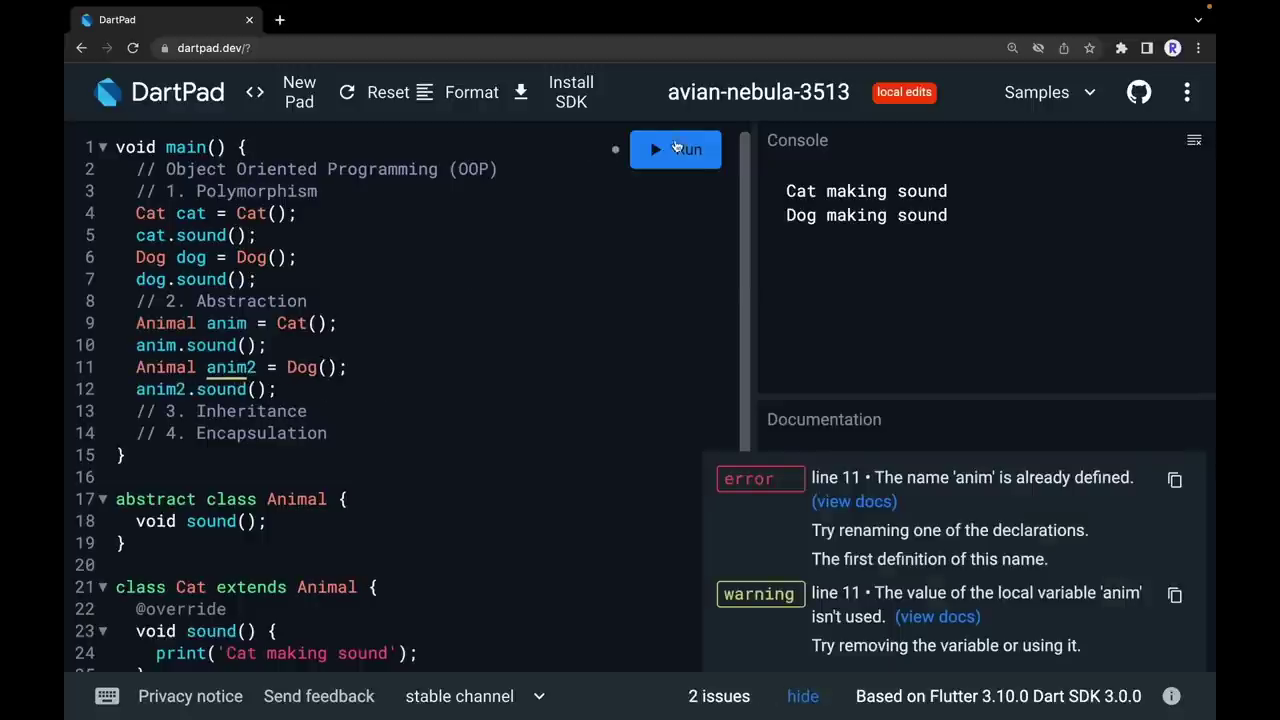 DartPad
dartpad.dev/?
R
DartPad
<>
New Pad
Reset
Format
Install SDK
avian-nebula-3513
local edits
Samples
1 void main() {
2 // Object Oriented Programming (OOP)
3 // 1. Polymorphism
4 Cat cat = Cat();
5 cat.sound();
6 Dog dog = Dog();
7 dog.sound();
8 // 2. Abstraction
9 Animal anim = Cat();
10 anim.sound();
11 Animal anim2 = Dog();
12 anim2.sound();
13 // 3. Inheritance
14 // 4. Encapsulation
15 }
16
17 abstract class Animal {
18 void sound();
19 }
20
21 class Cat extends Animal {
22 @override
23 void sound() {
24 print('Cat making sound');
Run
Console
Cat making sound
Dog making sound
Documentation
error line 11 • The name 'anim' is already defined.
(view docs)
Try renaming one of the declarations.
The first definition of this name.
warning line 11 • The value of the local variable 'anim'
isn't used. (view docs)
Try removing the variable or using it.
Privacy notice
Send feedback
stable channel
2 issues
hide
Based on Flutter 3.10.0 Dart SDK 3.0.0